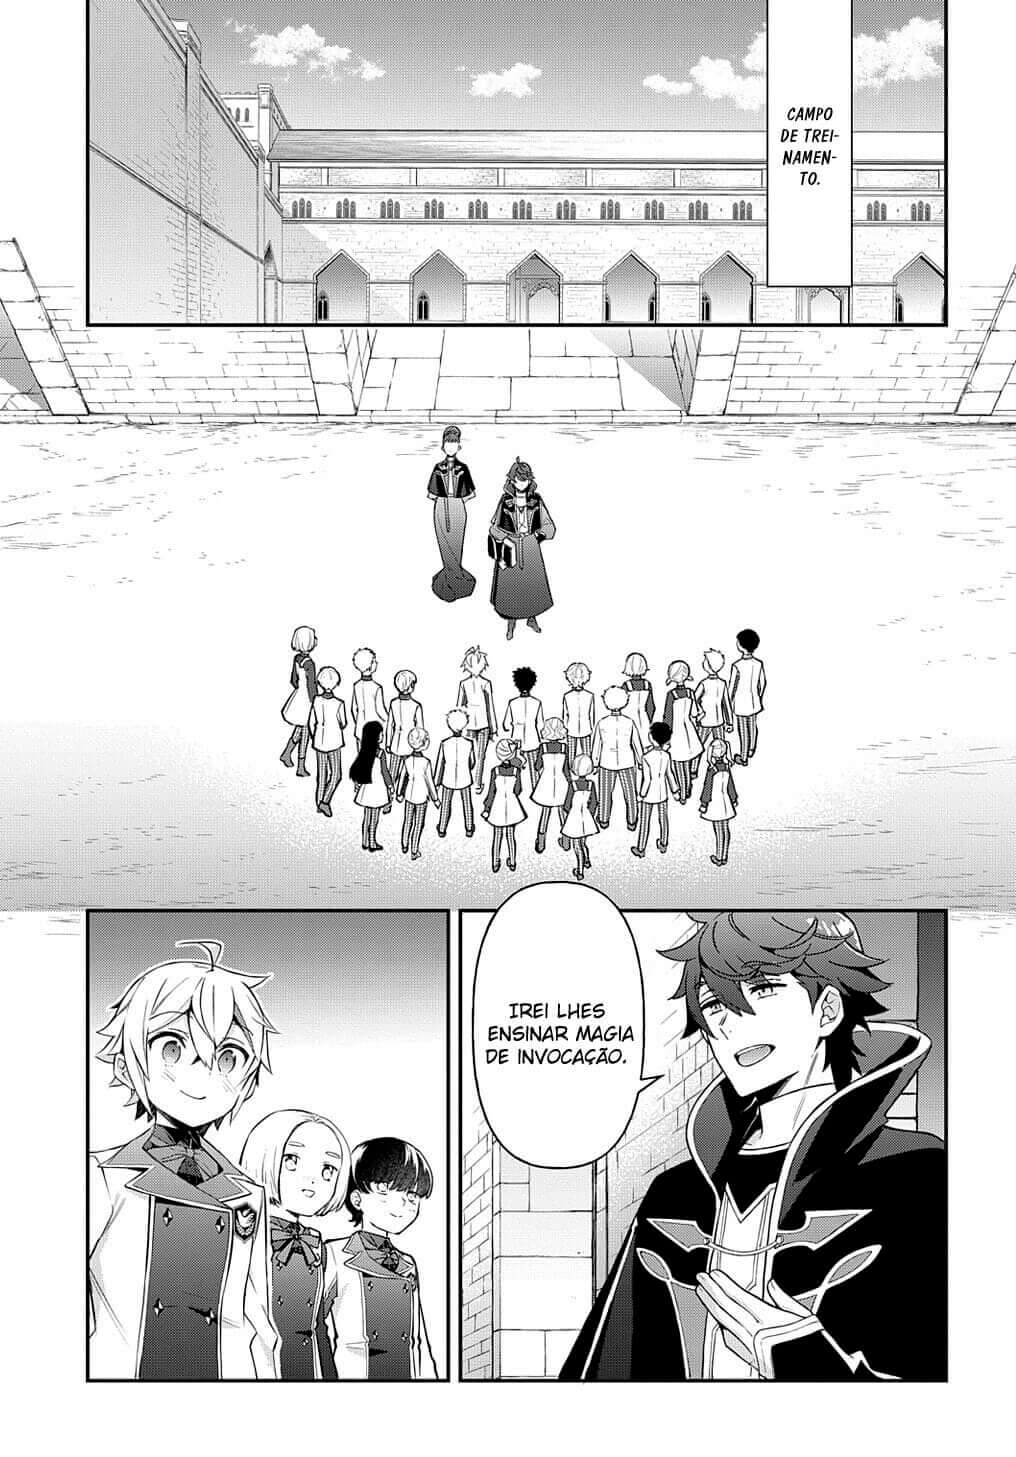 CAMPO
DE TREI-
NAMEN-
TO.
IREI LHES
ENSINAR MAGIA
DE INVOCAÇÃO.